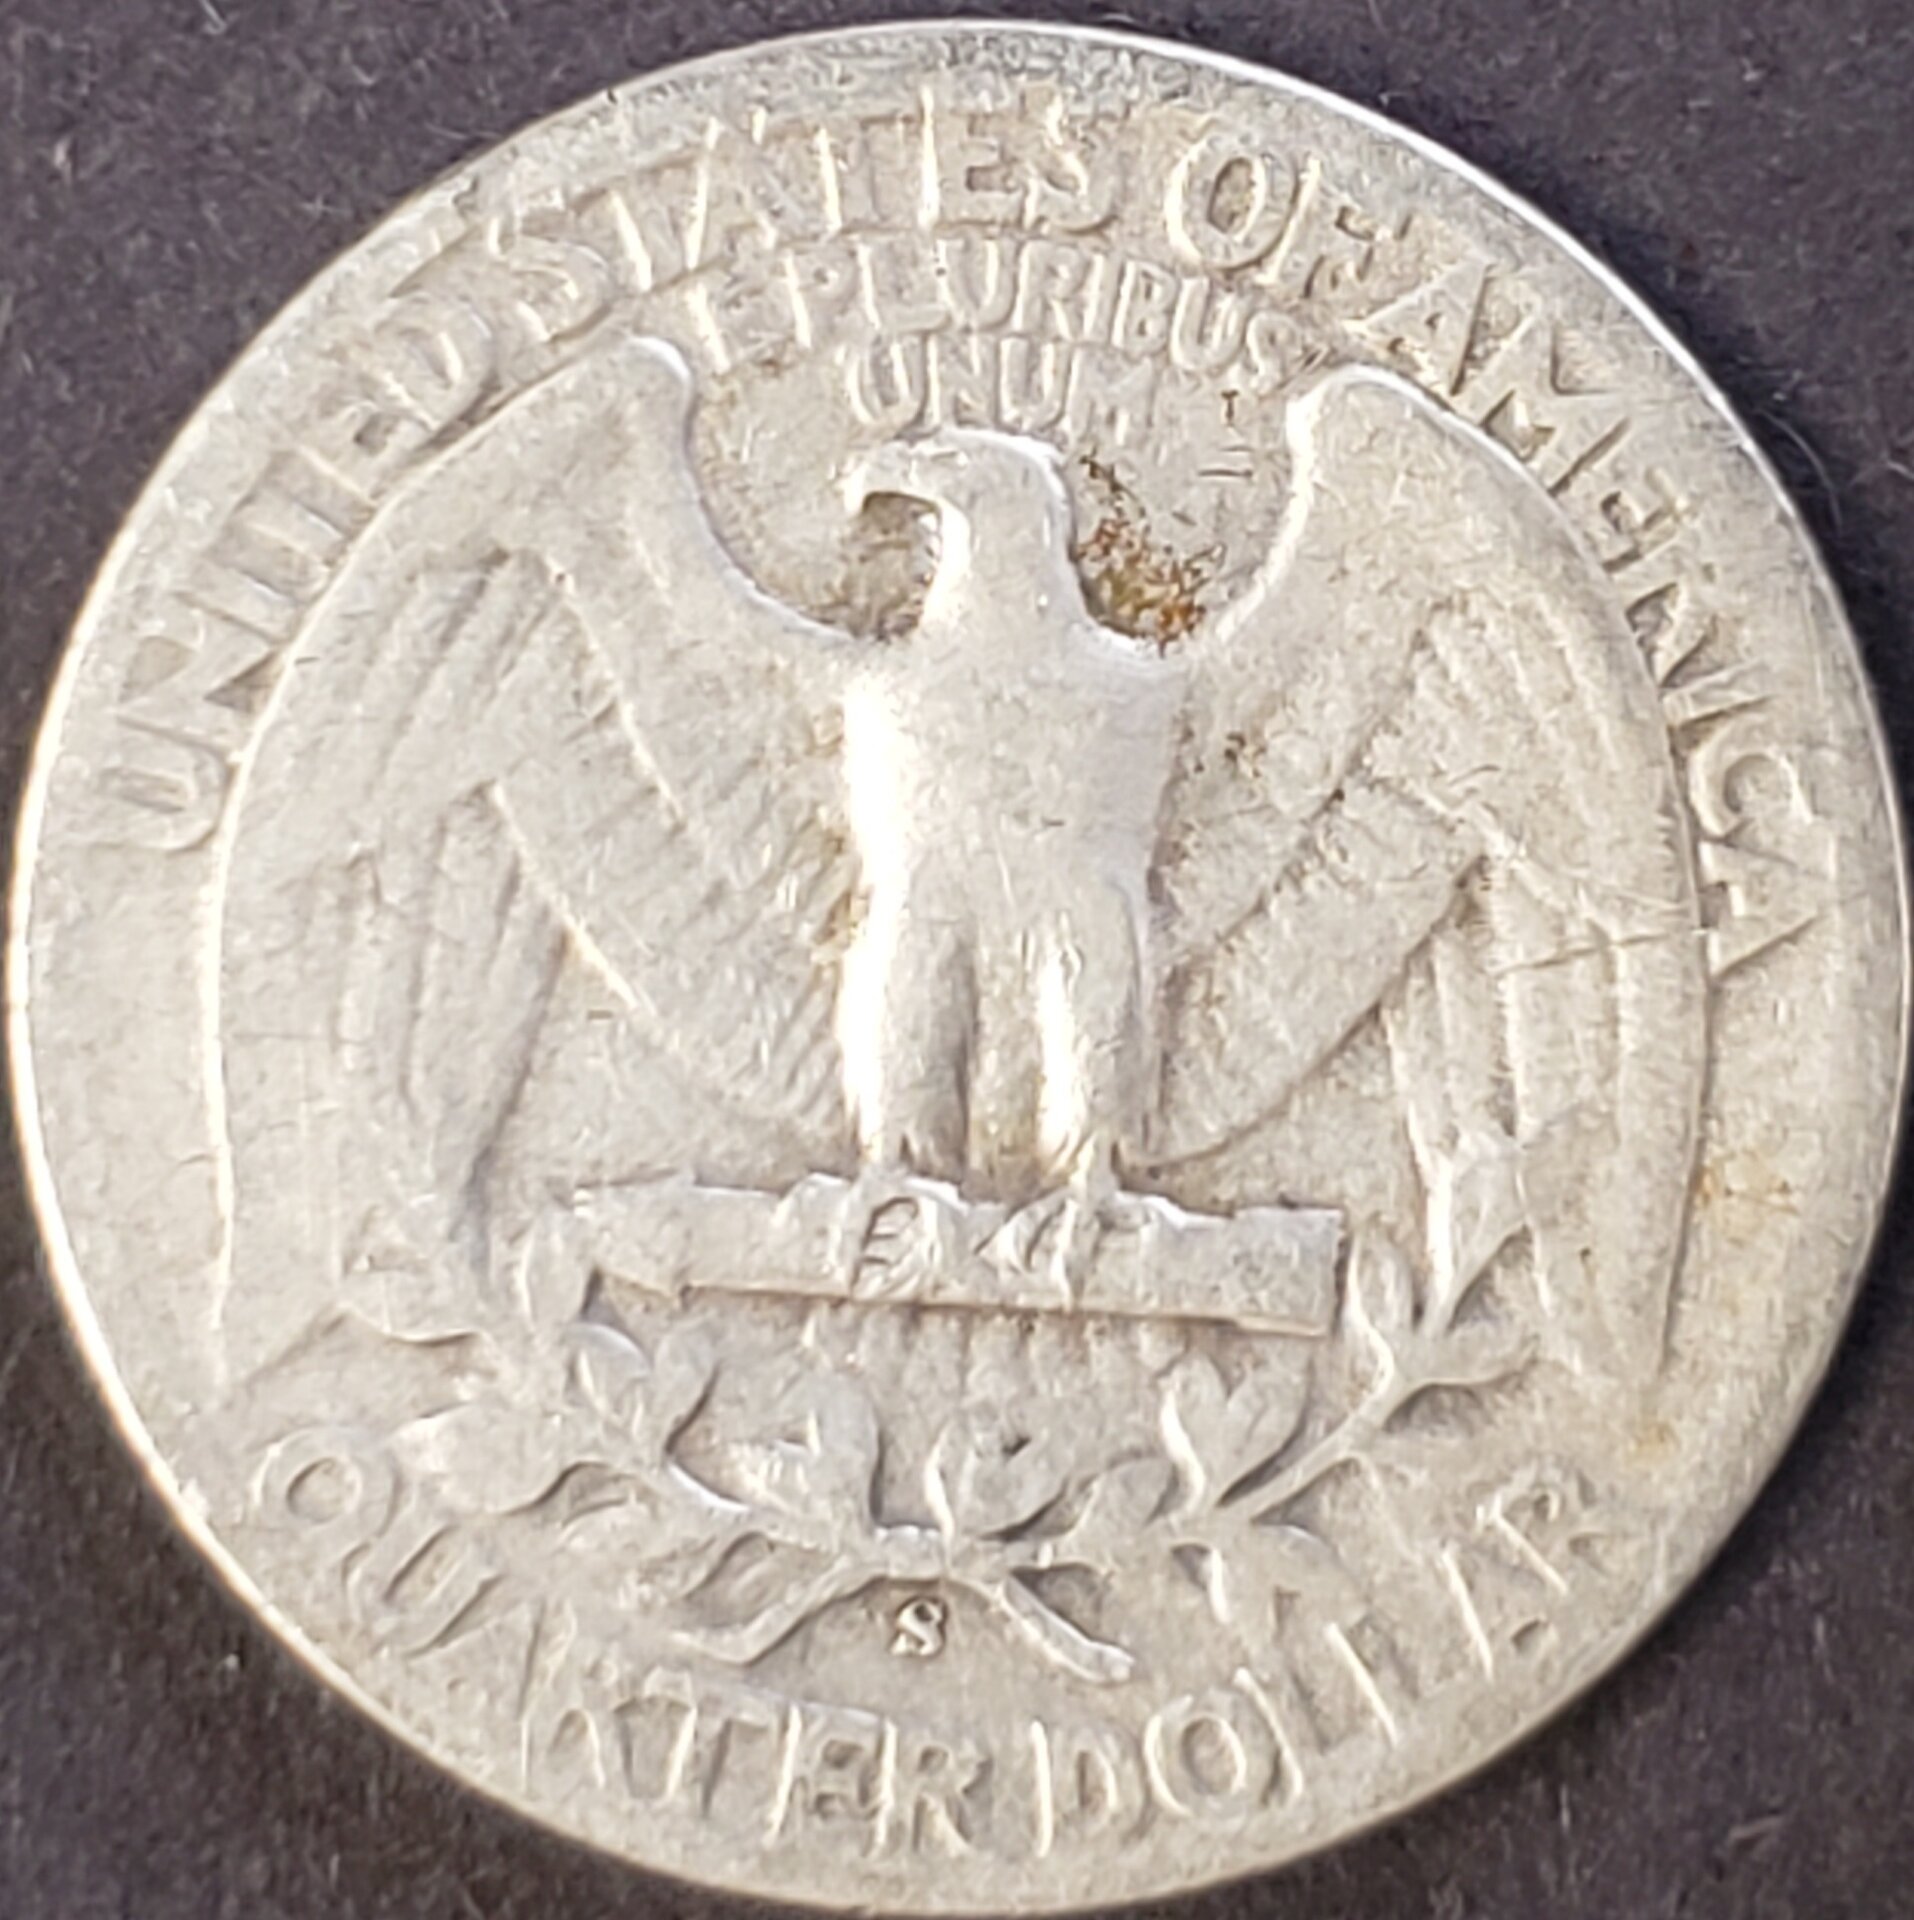 UNITED STATES OF AMERICA
E PLURIBUS
UNUM
S
QUARTER DOLLAR